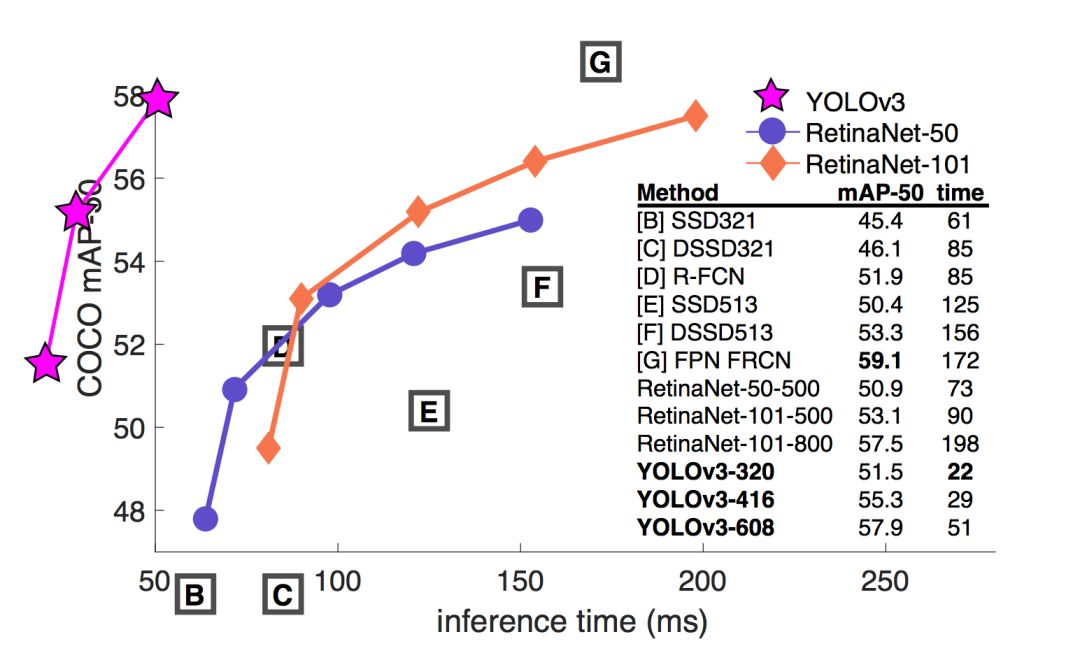 G
58
YOLOv3
RetinaNet-50
RetinaNet-101
56
COCO mAP-50
54
F
52
D
E
50
48
Method mAP-50 time
[B] SSD321 45.4 61
[C] DSSD321 46.1 85
[D] R-FCN 51.9 85
[E] SSD513 50.4 125
[F] DSSD513 53.3 156
[G] FPN FRCN 59.1 172
RetinaNet-50-500 50.9 73
RetinaNet-101-500 53.1 90
RetinaNet-101-800 57.5 198
YOLOv3-320 51.5 22
YOLOv3-416 55.3 29
YOLOv3-608 57.9 51
50 100 150 200 250
B C
inference time (ms)